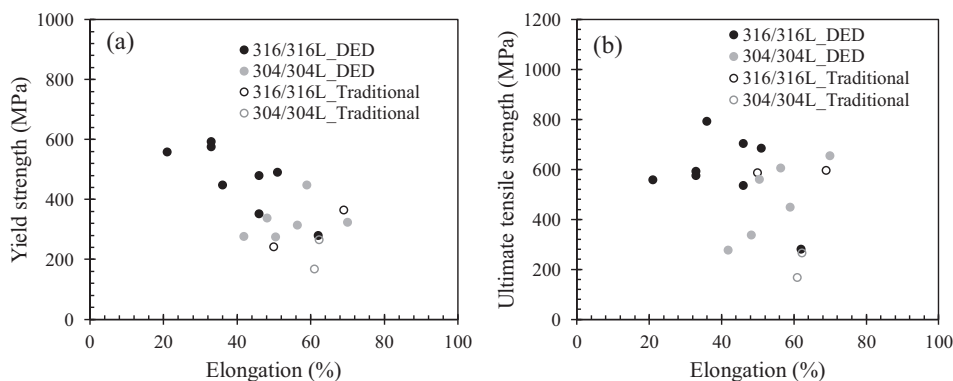 (a)
316/316L_DED
304/304L_DED
316/316L_Traditional
304/304L_Traditional
Yield strength (MPa)
1000
800
600
400
200
0
0 20 40 60 80 100
Elongation (%)
(b)
316/316L_DED
304/304L_DED
316/316L_Traditional
304/304L_Traditional
Ultimate tensile strength (MPa)
1200
1000
800
600
400
200
0
0 20 40 60 80 100
Elongation (%)